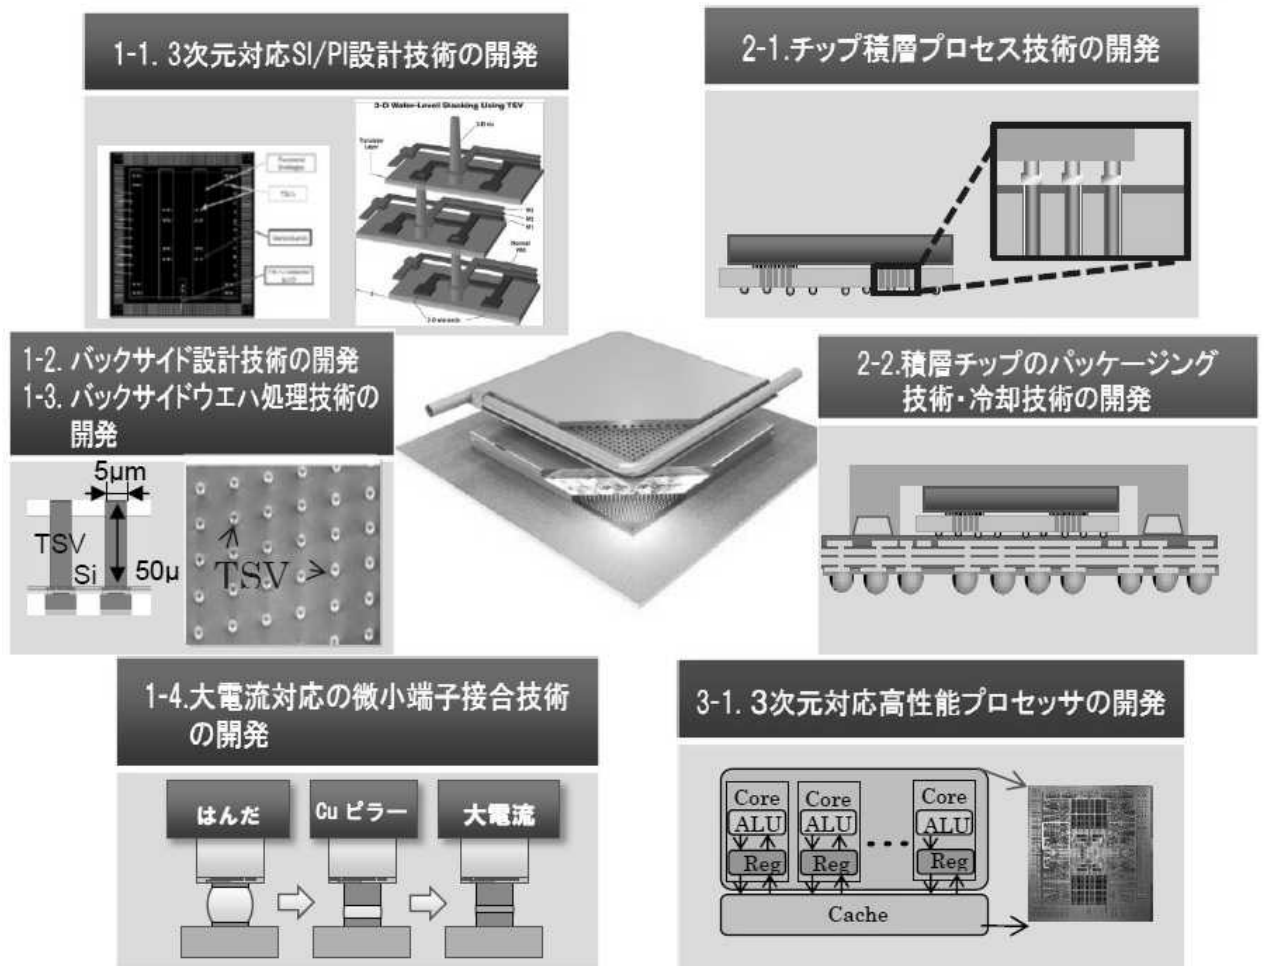 1-1. 3次元対応SI/PI設計技術の開発
3-D Wafer-Level Stacking Using TSV
3-D via
Transistor
Layer
M3
M2
M1
TSVs
2-1.チップ積層プロセス技術の開発
1-2. バックサイド設計技術の開発
1-3. バックサイドウエハ処理技術の
開発
5μm
TSV
Si
50μ
TSV
2-2.積層チップのパッケージング
技術・冷却技術の開発
1-4.大電流対応の微小端子接合技術
の開発
はんだ
Cu ピラー
大電流
3-1. 3次元対応高性能プロセッサの開発
Core
ALU
Reg
Core
ALU
Reg
Core
ALU
Reg
Cache